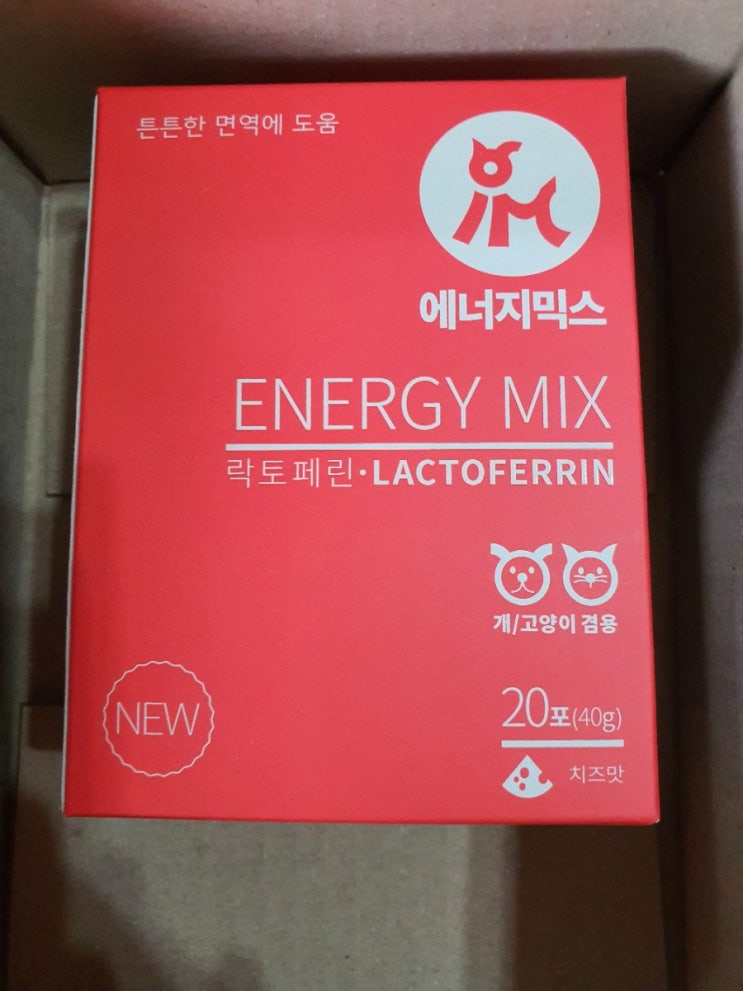 튼튼한 면역에 도움
에너지믹스
ENERGY MIX
락토페린·LACTOFERRIN
개/고양이 겸용
NEW
20포(40g)
치즈맛